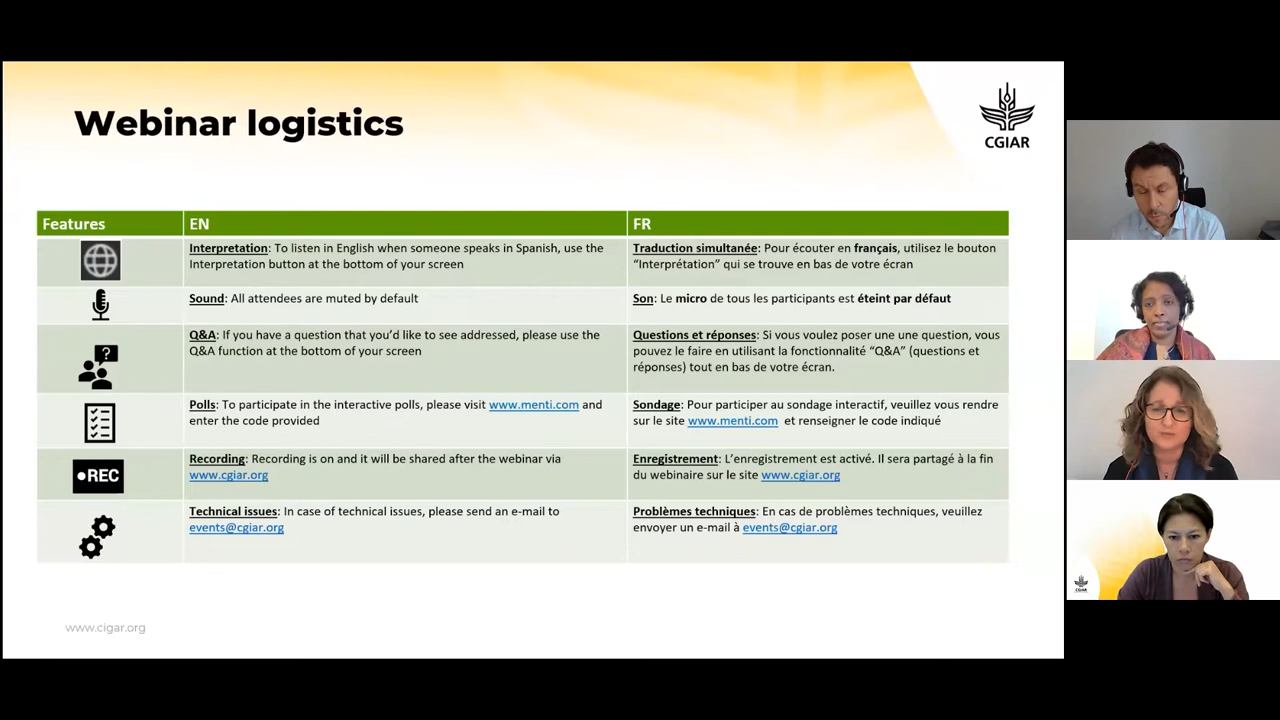 Webinar logistics
CGIAR
Features
EN
FR
Interpretation: To listen in English when someone speaks in Spanish, use the
Interpretation button at the bottom of your screen
Traduction simultanée: Pour écouter en français, utilisez le bouton
“Interprétation” qui se trouve en bas de votre écran
Sound: All attendees are muted by default
Son: Le micro de tous les participants est éteint par défaut
Q&A: If you have a question that you’d like to see addressed, please use the
Q&A function at the bottom of your screen
Questions et réponses: Si vous voulez poser une une question, vous
pouvez le faire en utilisant la fonctionnalité “Q&A” (questions et
réponses) tout en bas de votre écran.
Polls: To participate in the interactive polls, please visit www.menti.com and
enter the code provided
Sondage: Pour participer au sondage interactif, veuillez vous rendre
sur le site www.menti.com et renseigner le code indiqué
REC
Recording: Recording is on and it will be shared after the webinar via
www.cgiar.org
Enregistrement: L’enregistrement est activé. Il sera partagé à la fin
du webinaire sur le site www.cgiar.org
Technical issues: In case of technical issues, please send an e-mail to
events@cgiar.org
Problèmes techniques: En cas de problèmes techniques, veuillez
envoyer un e-mail à events@cgiar.org
www.cigar.org
CGIAR